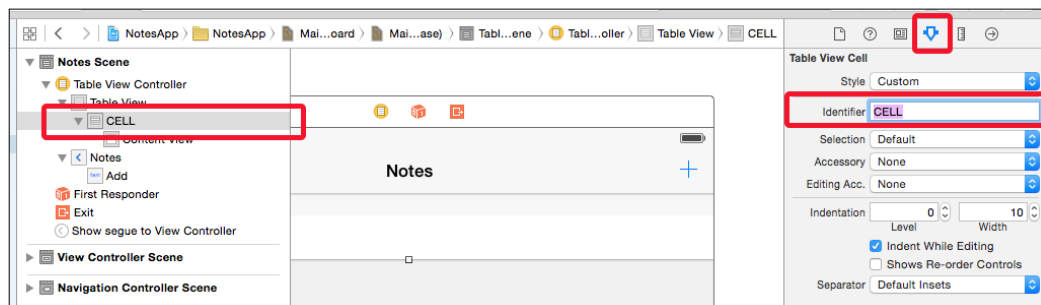 NotesApp NotesApp Mai...oard Mai...ase) Tabl...ene Tabl...oller Table View CELL
Notes Scene
Table View Controller
Table View
CELL
Content View
Notes
Add
First Responder
Exit
Show segue to View Controller
View Controller Scene
Navigation Controller Scene
Notes
Table View Cell
Style Custom
Identifier CELL
Selection Default
Accessory None
Editing Acc. None
Indentation 0 10
Level Width
Indent While Editing
Shows Re-order Controls
Separator Default Insets